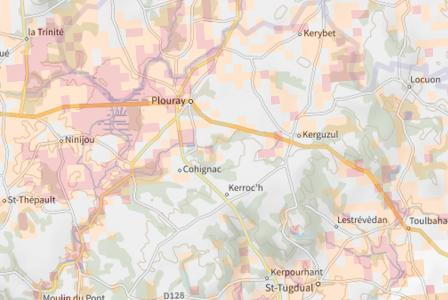 la Trinité
Kerybet
ué
Locuon
Plouray
Ninijou
Kerguzul
Cohignac
Kerroc'h
St-Thépault
Lestrévédan
Toulbaha
Kerpourhant
St-Tugdual
Moulin du Pont
D128